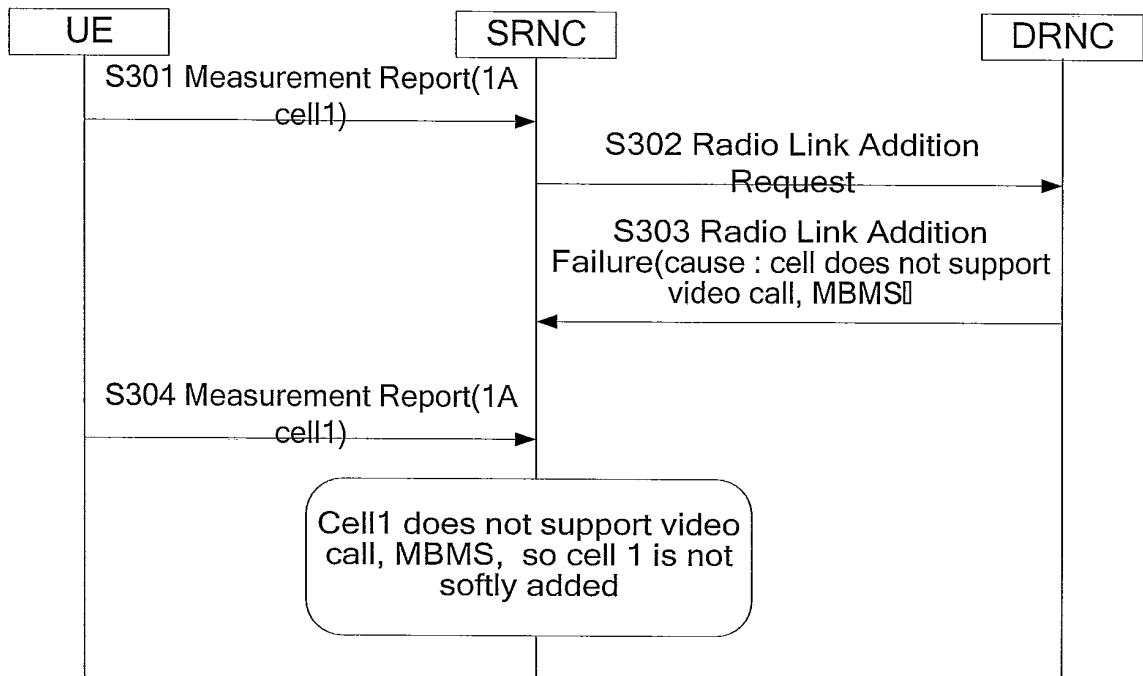 UE
SRNC
DRNC
S301 Measurement Report(1A
cell1)
S302 Radio Link Addition
Request
S303 Radio Link Addition
Failure(cause : cell does not support
video call, MBMS▯
S304 Measurement Report(1A
cell1)
Cell1 does not support video
call, MBMS, so cell 1 is not
softly added